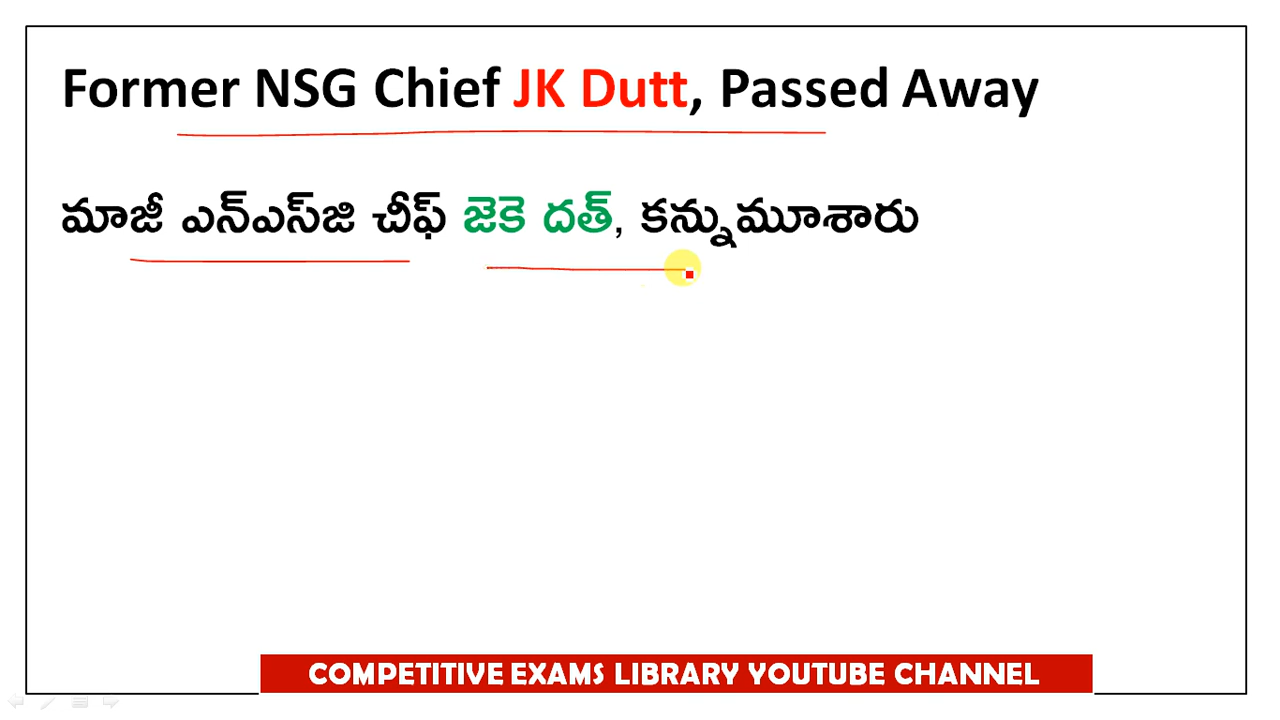 Former NSG Chief JK Dutt, Passed Away
మాజీ ఎన్ఎస్జి చీఫ్ జెకె దత్, కన్నుమూశారు
COMPETITIVE EXAMS LIBRARY YOUTUBE CHANNEL